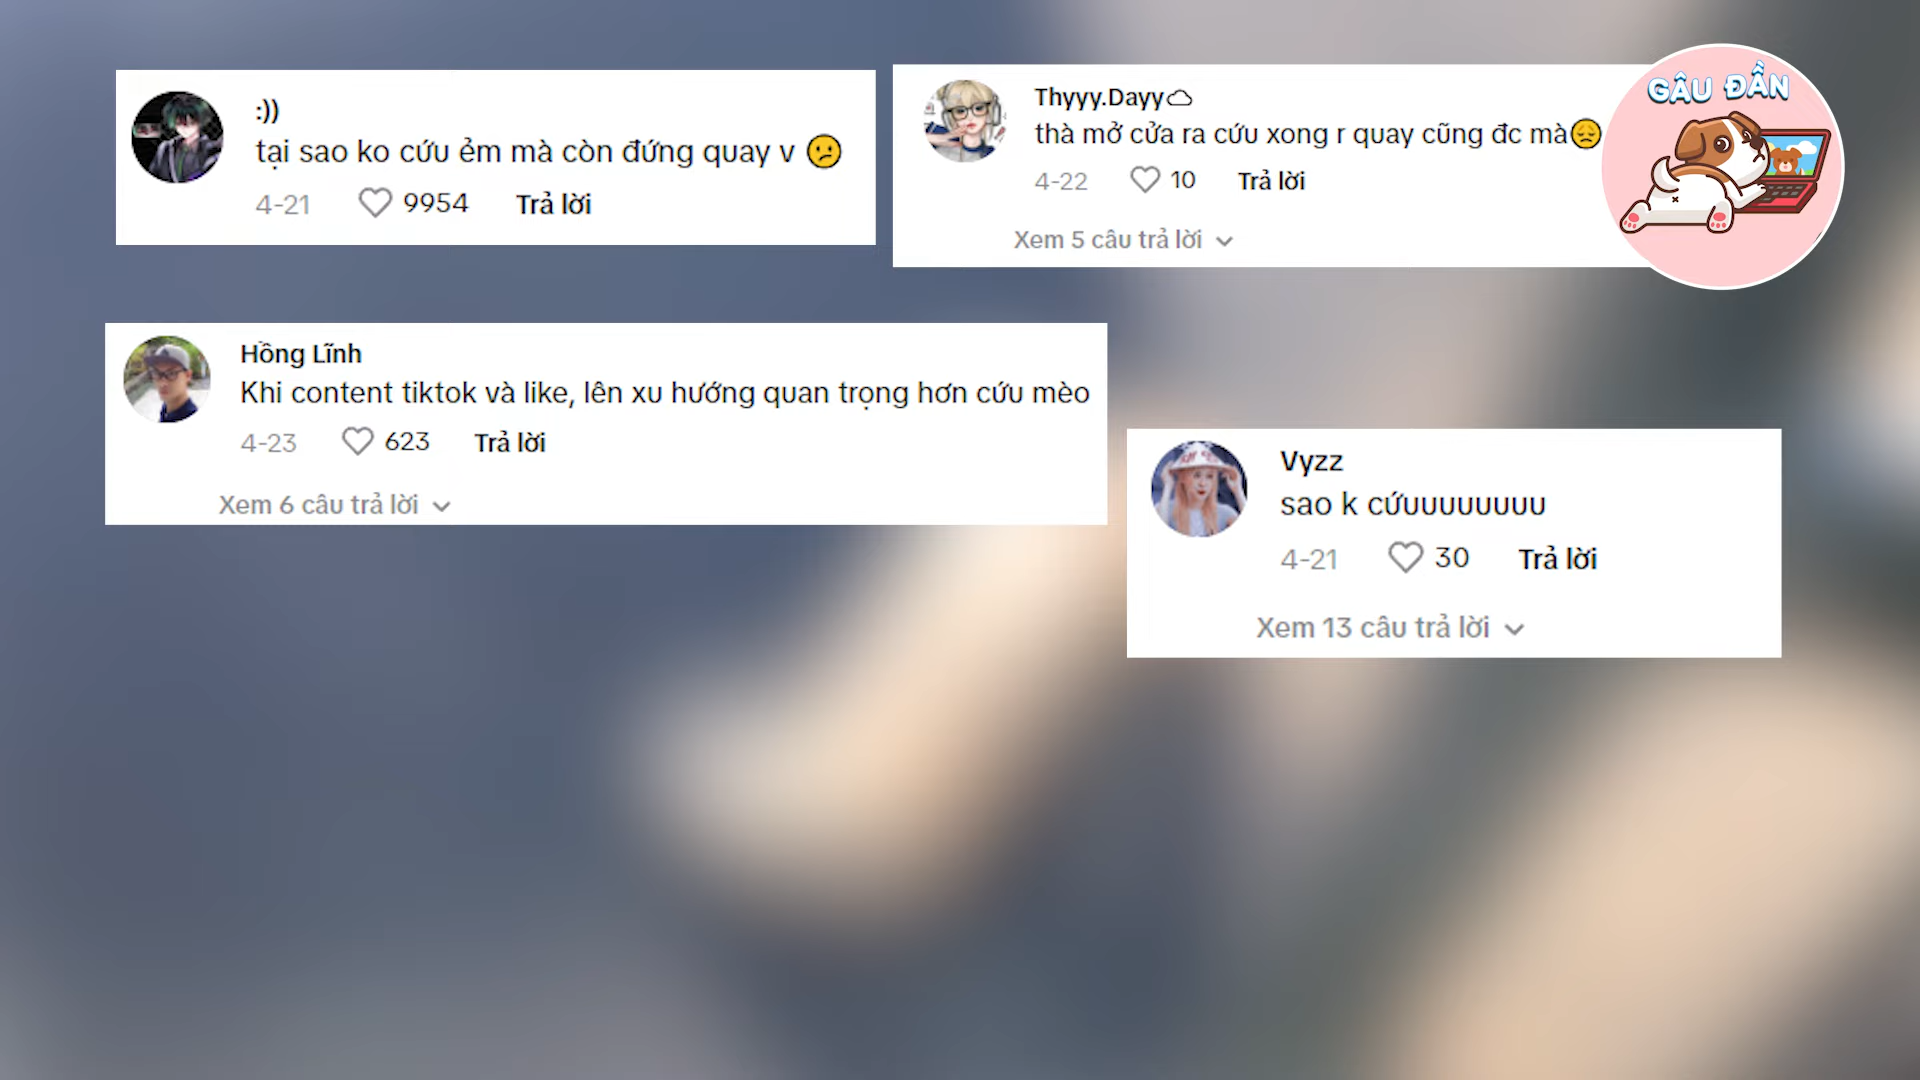 :))
tại sao ko cứu ẻm mà còn đứng quay v 😕
4-21 9954 Trả lời
Thyyy.Dayy
thà mở cửa ra cứu xong r quay cũng đc mà😞
4-22 10 Trả lời
Xem 5 câu trả lời
GÂU ĐẦN
Hồng Lĩnh
Khi content tiktok và like, lên xu hướng quan trọng hơn cứu mèo
4-23 623 Trả lời
Xem 6 câu trả lời
Vyzz
sao k cứuuuuuuuu
4-21 30 Trả lời
Xem 13 câu trả lời